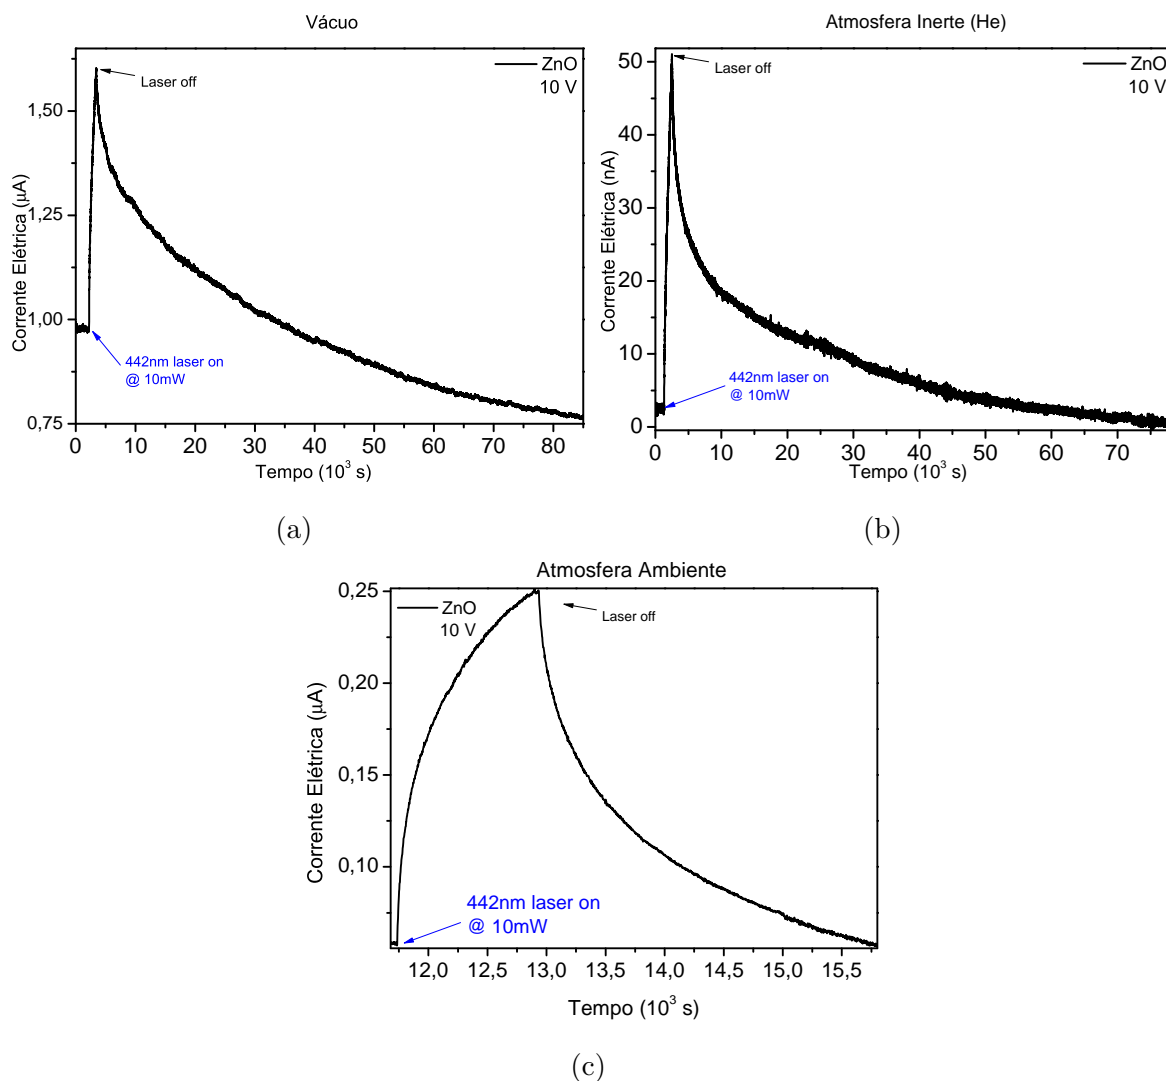 Vácuo
Corrente Elétrica (μA)
1,50
1,25
1,00
0,75
Laser off
ZnO
10 V
442nm laser on
@ 10mW
0 10 20 30 40 50 60 70 80
Tempo (10³ s)
(a)
Atmosfera Inerte (He)
Corrente Elétrica (nA)
50
40
30
20
10
0
Laser off
ZnO
10 V
442nm laser on
@ 10mW
0 10 20 30 40 50 60 70
Tempo (10³ s)
(b)
Atmosfera Ambiente
Corrente Elétrica (μA)
0,25
0,20
0,15
0,10
ZnO
10 V
Laser off
442nm laser on
@ 10mW
12,0 12,5 13,0 13,5 14,0 14,5 15,0 15,5
Tempo (10³ s)
(c)